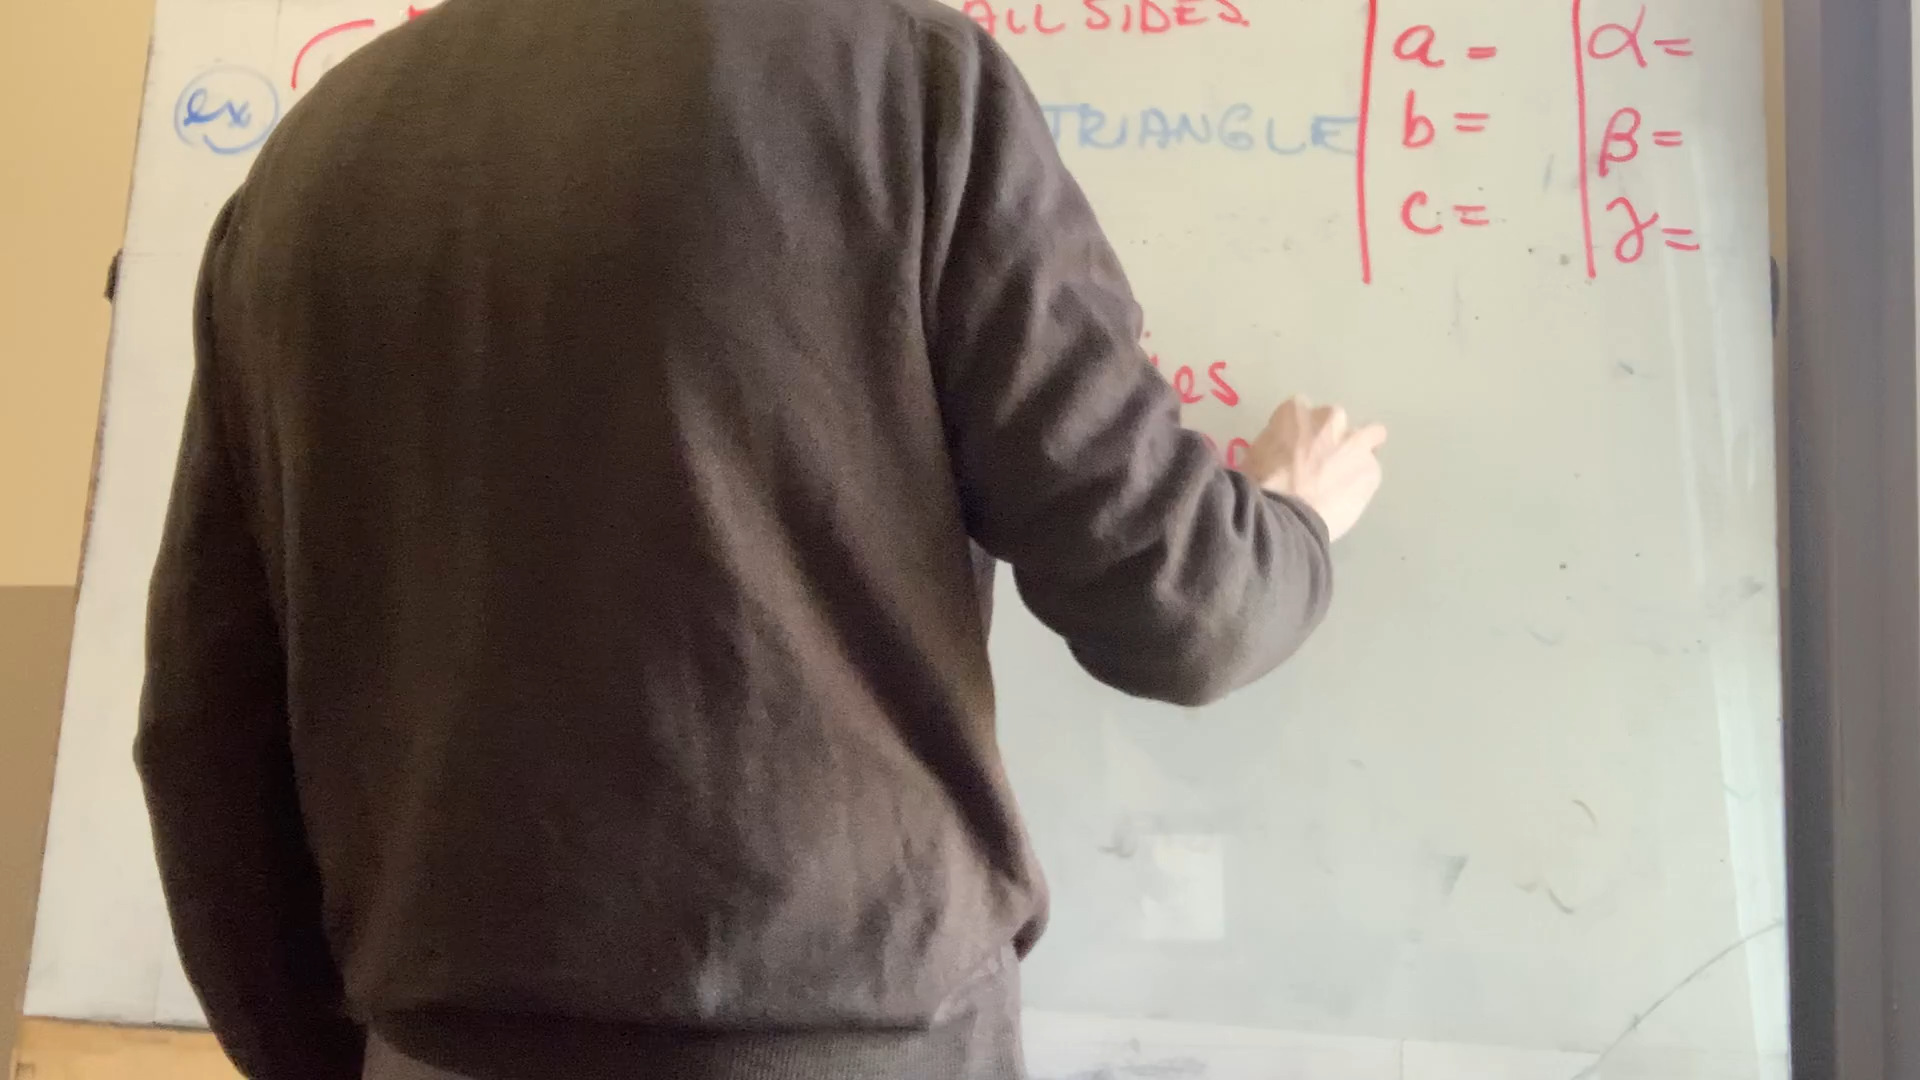 ALL SIDES.
ex
TRIANGLE
a =
b =
c =
α =
β =
γ =